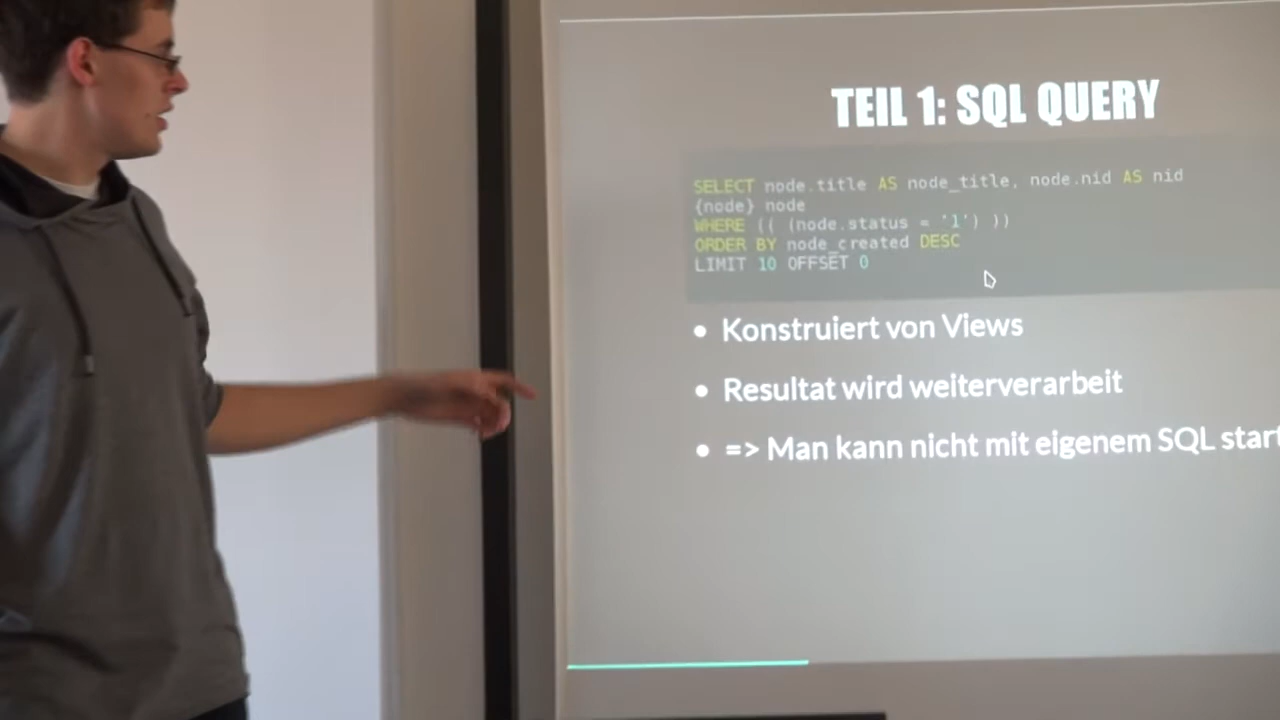 TEIL 1: SQL QUERY
SELECT node.title AS node_title, node.nid AS nid
{node} node
WHERE (( (node.status = '1') ))
ORDER BY node_created DESC
LIMIT 10 OFFSET 0
• Konstruiert von Views
• Resultat wird weiterverarbeit
• => Man kann nicht mit eigenem SQL start